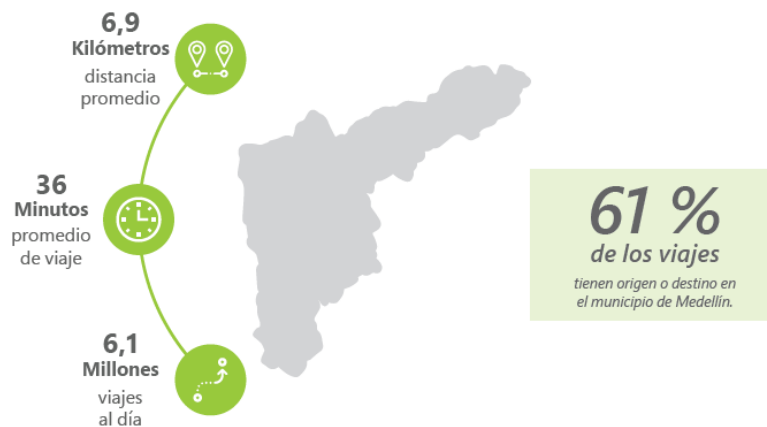 6,9
Kilómetros
distancia
promedio
36
Minutos
promedio
de viaje
6,1
Millones
viajes
al día
61 %
de los viajes
tienen origen o destino en
el municipio de Medellín.